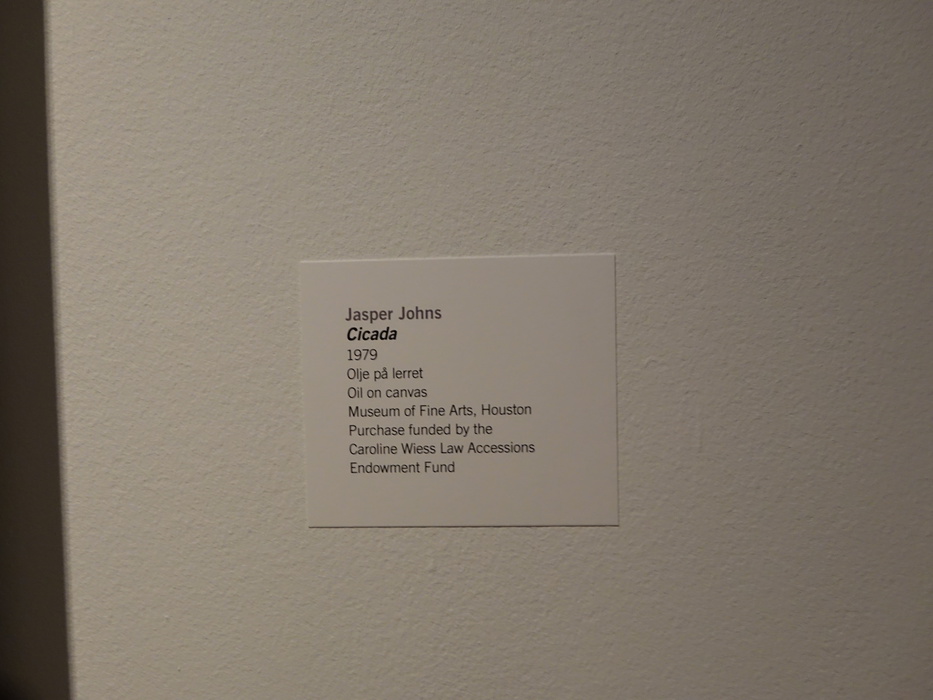 Jasper Johns
Cicada
1979
Olje på lerret
Oil on canvas
Museum of Fine Arts, Houston
Purchase funded by the
Caroline Wiess Law Accessions
Endowment Fund